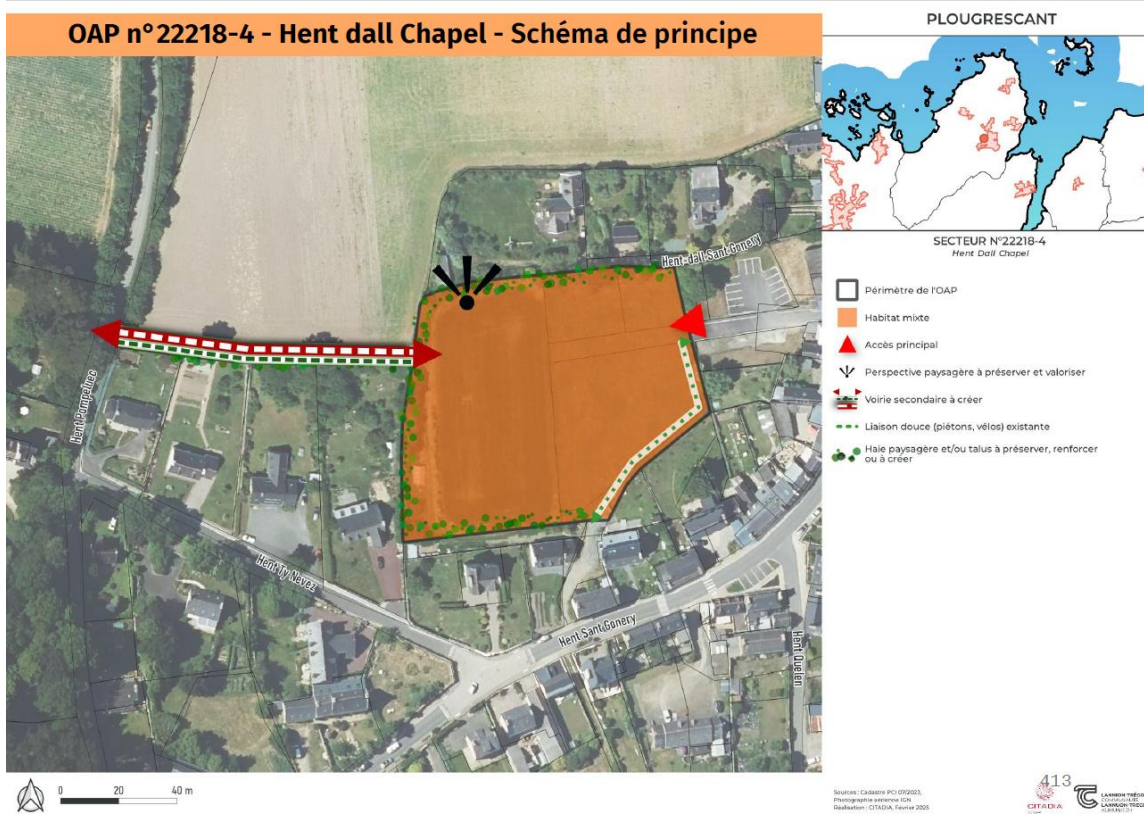 OAP n°22218-4 - Hent dall Chapel - Schéma de principe
PLOUGRESCANT
SECTEUR N°22218-4
Hent Dall Chapel
Périmètre de l'OAP
Habitat mixte
Accès principal
Perspective paysagère à préserver et valoriser
Voirie secondaire à créer
Liaison douce (piétons, vélos) existante
Haie paysagère et/ou talus à préserver, renforcer
ou à créer
Hent-dall Sant Gonery
Hent Pompeluec
Hent Ty Nevez
Hent Sant Gonery
Hent Ouelen
0 20 40 m
Sources : Cadastre PCI 07/2023,
Photographie aérienne IGN
Réalisation : CITADIA, Février 2025
413
CITADIA
LANNION-TRÉGOR
COMMUNAUTÉ